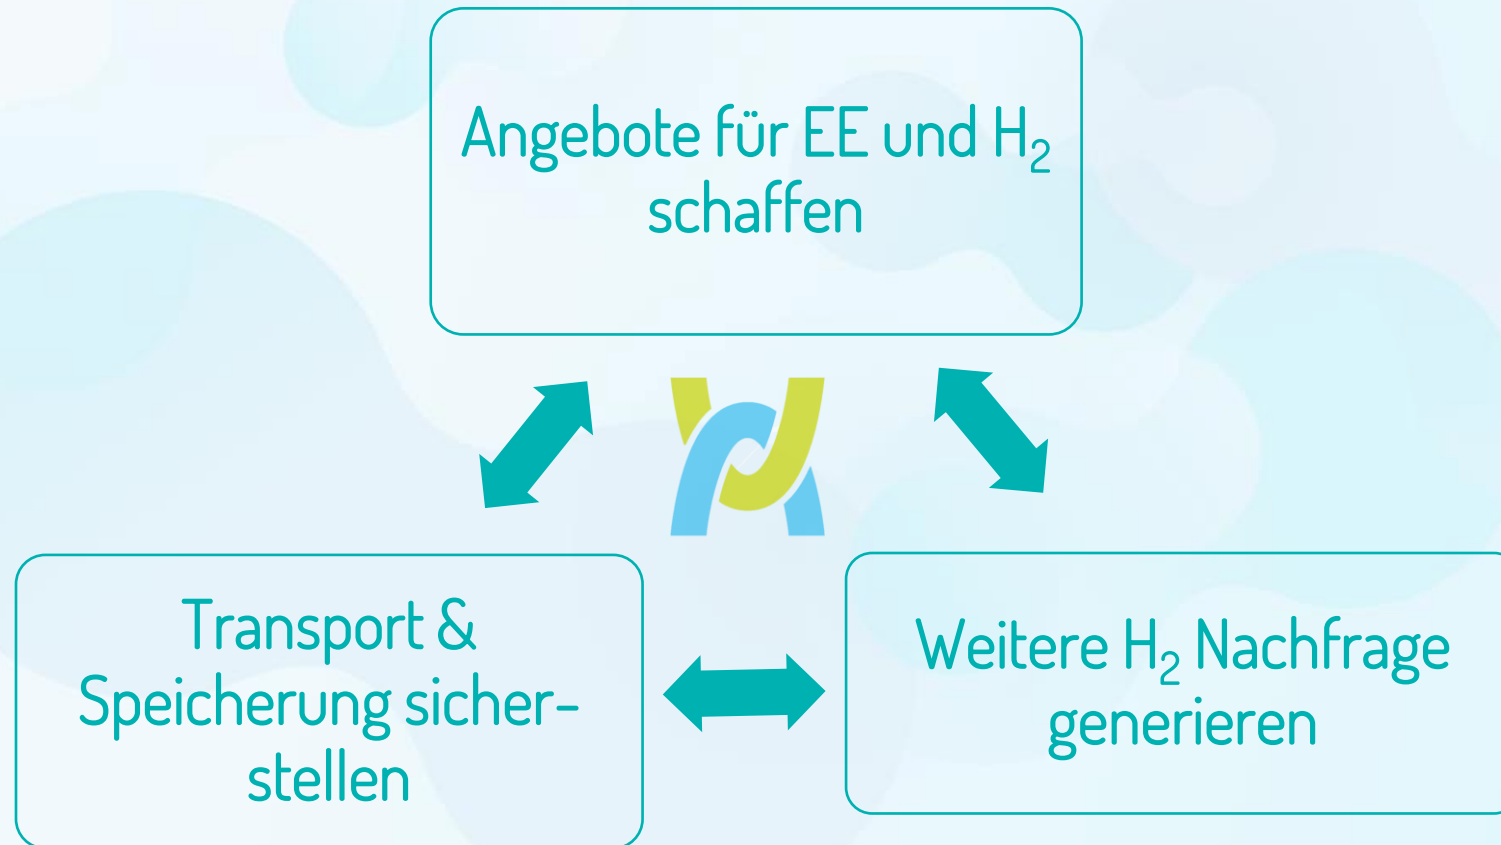 Angebote für EE und H₂
schaffen
Transport &
Speicherung sicher-
stellen
Weitere H₂ Nachfrage
generieren